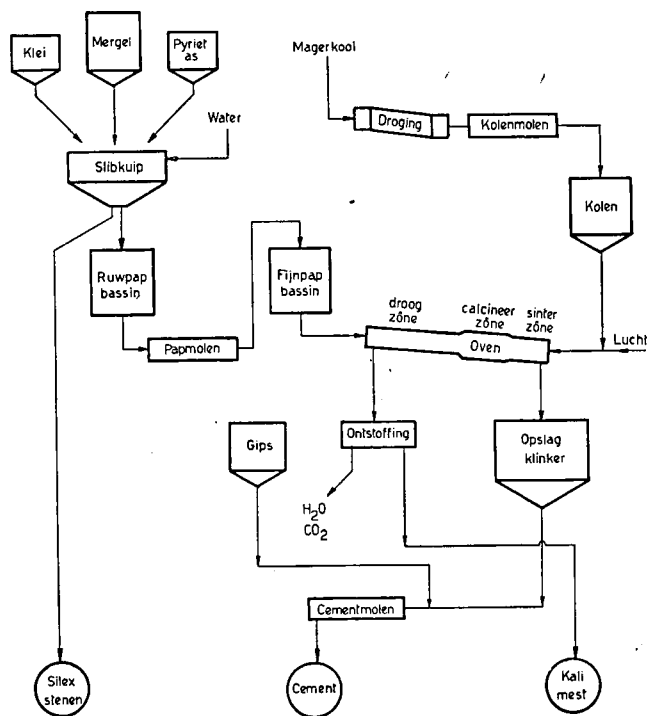 Klei
Mergel
Pyriet
as
Magerkool
Water
Droging
Kolenmolen
Slibkuip
Kolen
Ruwpap
bassin
Fijnpap
bassin
droog
zône
calcineer
zône
sinter
zône
Oven
Lucht
Papmolen
Gips
Ontstoffing
Opslag
klinker
H2O
CO2
Cementmolen
Silex
stenen
Cement
Kali
mest